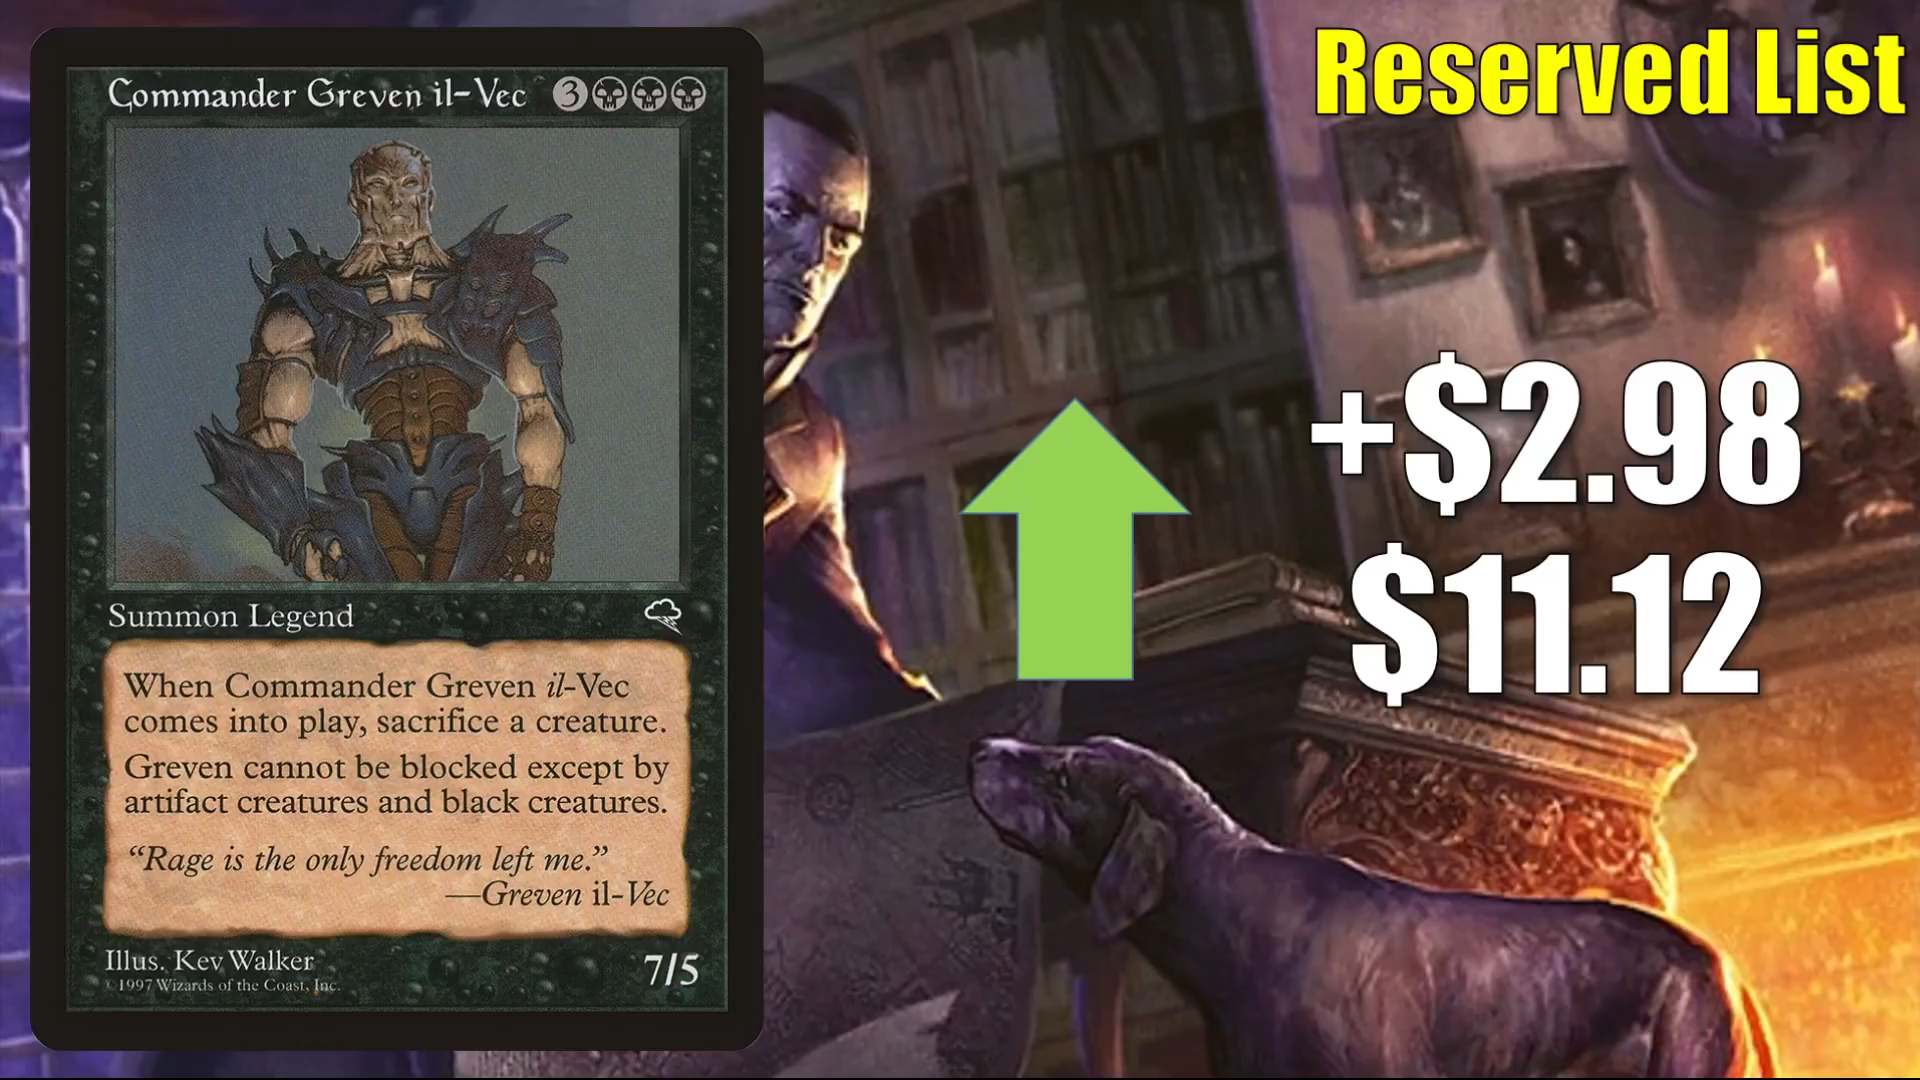 Commander Greven il-Vec 3
Summon Legend
When Commander Greven il-Vec
comes into play, sacrifice a creature.
Greven cannot be blocked except by
artifact creatures and black creatures.
“Rage is the only freedom left me.”
—Greven il-Vec
Illus. Kev Walker
©1997 Wizards of the Coast, Inc.
7/5
Reserved List
+$2.98
$11.12